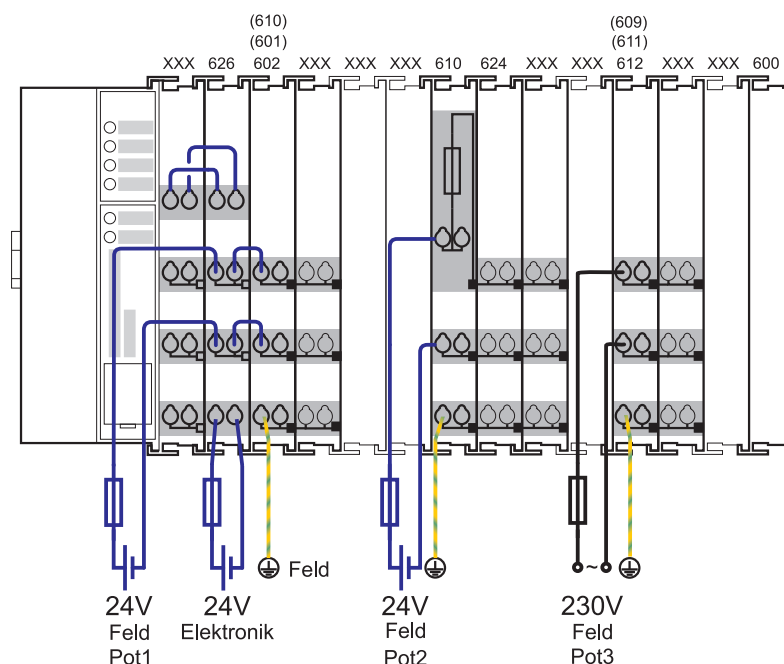 (610) (609)
(601) (611)
XXX 626 602 XXX XXX XXX 610 624 XXX XXX 612 XXX XXX 600
~
Feld
24V 24V 24V 230V
Feld Elektronik Feld Feld
Pot1 Pot2 Pot3